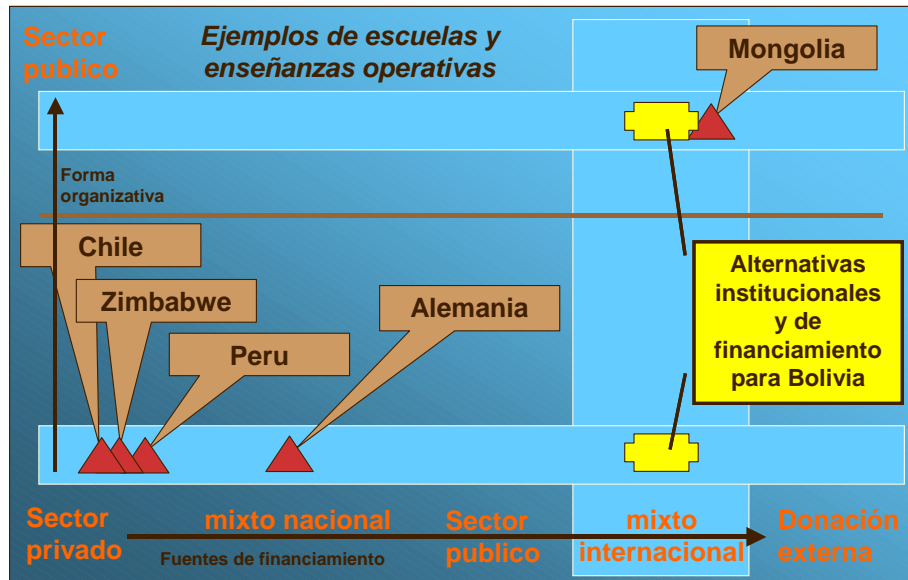 Sector
publico
Ejemplos de escuelas y
enseñanzas operativas
Mongolia
Forma
organizativa
Chile
Zimbabwe
Peru
Alemania
Alternativas
institucionales
y de
financiamiento
para Bolivia
Sector
privado
mixto nacional
Fuentes de financiamiento
Sector
publico
mixto
internacional
Donación
externa